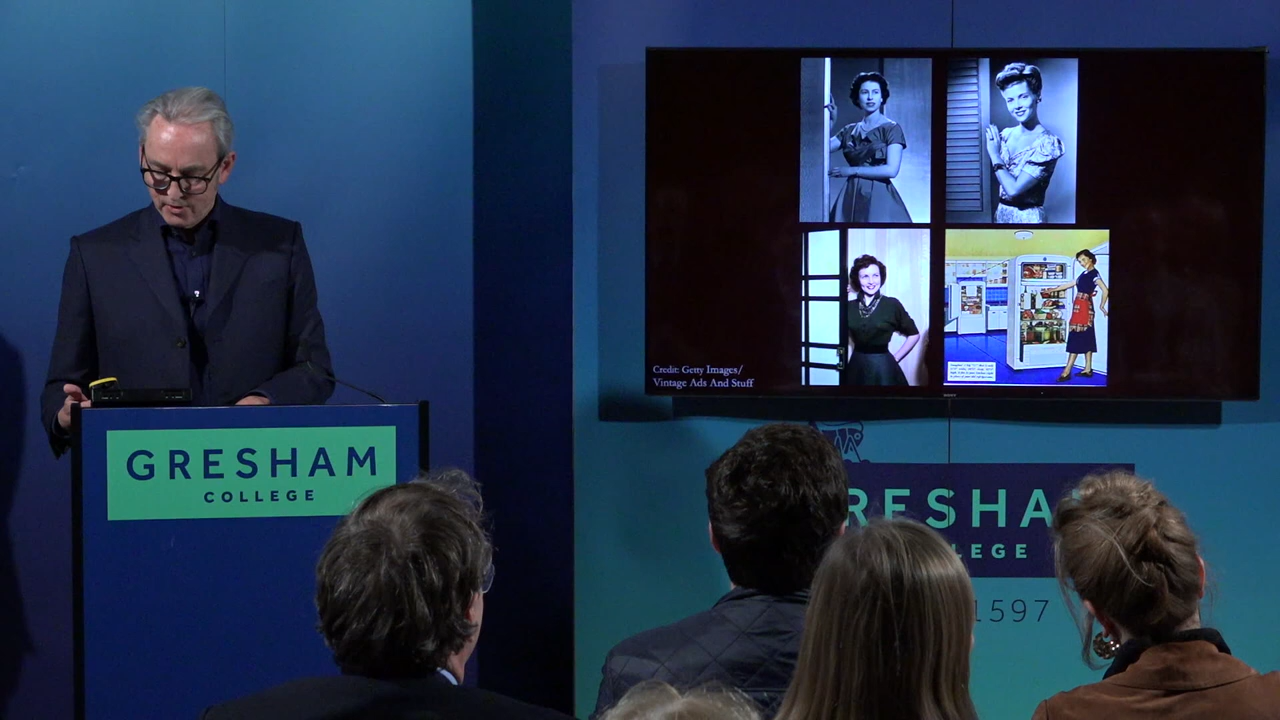 GRESHAM
COLLEGE
Credit: Getty Images/
Vintage Ads And Stuff
RESHA
LEGE
1597